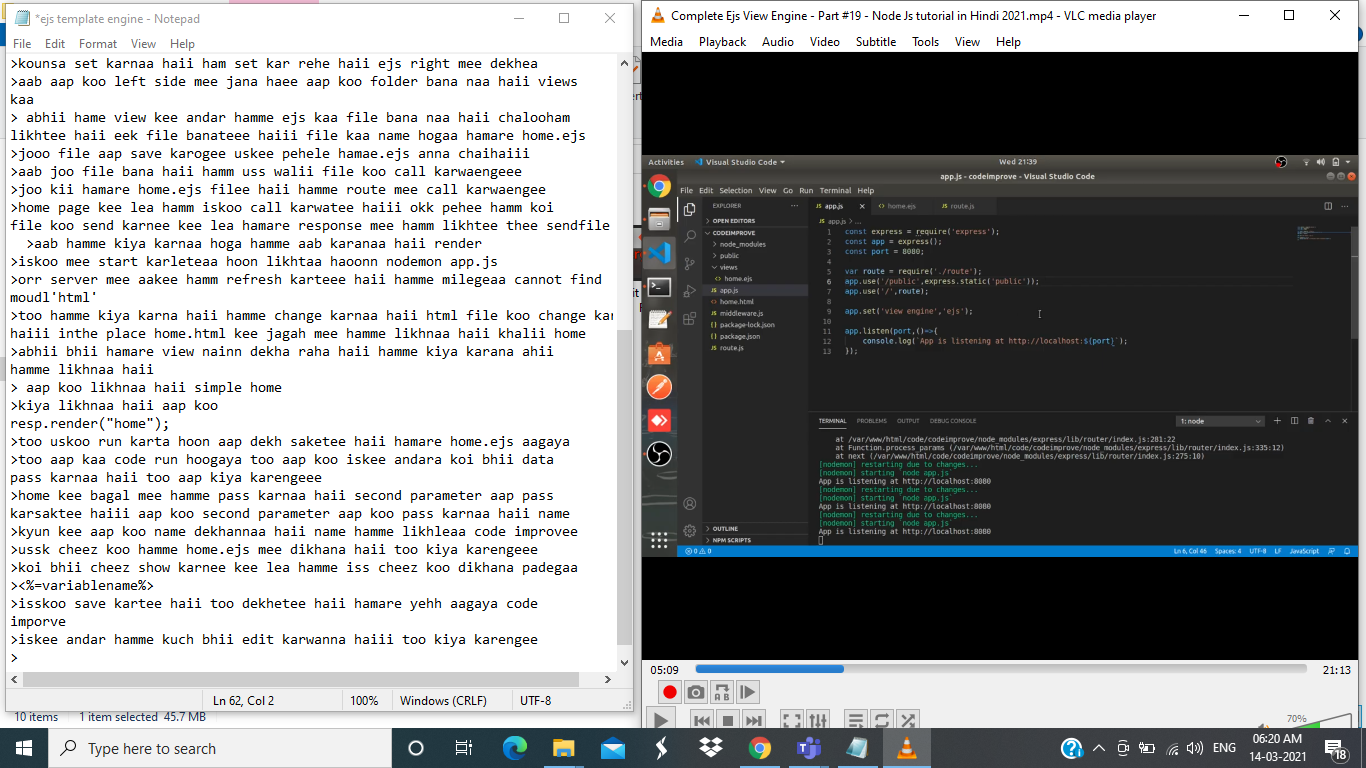 *ejs template engine - Notepad
File Edit Format View Help
>kounsa set karnaa haii ham set kar rehe haii ejs right mee dekhea
>aab aap koo left side mee jana haee aap koo folder bana naa haii views
kaa
> abhii hame view kee andar hamme ejs kaa file bana naa haii chalooham
likhtee haii eek file banateee haiii file kaa name hogaa hamare home.ejs
>jooo file aap save karogee uskee pehele hamae.ejs anna chaihaiii
>aab joo file bana haii hamm uss walii file koo call karwaengeee
>joo kii hamare home.ejs filee haii hamme route mee call karwaengee
>home page kee lea hamm iskoo call karwatee haiii okk pehee hamm koi
file koo send karnee kee lea hamare response mee hamm likhtee thee sendfile
>aab hamme kiya karnaa hoga hamme aab karanaa haii render
>iskoo mee start karleteaa hoon likhtaa haoonn nodemon app.js
>orr server mee aakee hamm refresh karteee haii hamme milegeaa cannot find
moudl'html'
>too hamme kiya karna haii hamme change karnaa haii html file koo change kar
haiii inthe place home.html kee jagah mee hamme likhnaa haii khalii home
>abhii bhii hamare view nainn dekha raha haii hamme kiya karana ahii
hamme likhnaa haii
> aap koo likhnaa haii simple home
>kiya likhnaa haii aap koo
resp.render("home");
>too uskoo run karta hoon aap dekh saketee haii hamare home.ejs aagaya
>too aap kaa code run hoogaya too aap koo iskee andara koi bhii data
pass karnaa haii too aap kiya karengeee
>home kee bagal mee hamme pass karnaa haii second parameter aap pass
karsaktee haiii aap koo second parameter aap koo pass karnaa haii name
>kyun kee aap koo name dekhannaa haii name hamme likhleaa code improvee
>ussk cheez koo hamme home.ejs mee dikhana haii too kiya karengeee
>koi bhii cheez show karnee kee lea hamme iss cheez koo dikhana padegaa
><%=variablename%>
>isskoo save kartee haii too dekhetee haii hamare yehh aagaya code
imporve
>iskee andar hamme kuch bhii edit karwanna haiii too kiya karengee
>
Ln 62, Col 2 100% Windows (CRLF) UTF-8
10 items 1 item selected 45.7 MB
Complete Ejs View Engine - Part #19 - Node Js tutorial in Hindi 2021.mp4 - VLC media player
Media Playback Audio Video Subtitle Tools View Help
Activities Visual Studio Code Wed 21:39
app.js - codeimprove - Visual Studio Code
File Edit Selection View Go Run Terminal Help
EXPLORER
OPEN EDITORS
CODEIMPROVE
node_modules
public
views
home.ejs
app.js
home.html
middleware.js
package-lock.json
package.json
route.js
OUTLINE
NPM SCRIPTS
app.js home.ejs route.js
app.js > ...
1 const express = require('express');
2 const app = express();
3 const port = 8080;
4
5 var route = require('./route');
6 app.use('/public',express.static('public'));
7 app.use('/',route);
8
9 app.set('view engine','ejs');
10
11 app.listen(port,()=>{
12 console.log(`App is listening at http://localhost:${port}`);
13 });
TERMINAL PROBLEMS OUTPUT DEBUG CONSOLE 1: node
at /var/www/html/code/codeimprove/node_modules/express/lib/router/index.js:281:22
at Function.process_params (/var/www/html/code/codeimprove/node_modules/express/lib/router/index.js:335:12)
at next (/var/www/html/code/codeimprove/node_modules/express/lib/router/index.js:275:10)
[nodemon] restarting due to changes...
[nodemon] starting `node app.js`
App is listening at http://localhost:8080
[nodemon] restarting due to changes...
[nodemon] starting `node app.js`
App is listening at http://localhost:8080
[nodemon] restarting due to changes...
[nodemon] starting `node app.js`
App is listening at http://localhost:8080
0 0 Ln 6, Col 46 Spaces: 4 UTF-8 LF JavaScript
05:09 21:13
70%
Type here to search
ENG
06:20 AM
14-03-2021
18